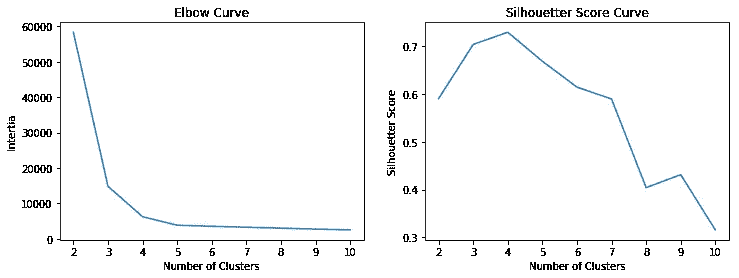 Elbow Curve
60000
50000
40000
30000
20000
10000
0
Intertia
2 3 4 5 6 7 8 9 10
Number of Clusters
Silhouetter Score Curve
0.7
0.6
0.5
0.4
0.3
Silhouetter Score
2 3 4 5 6 7 8 9 10
Number of Clusters